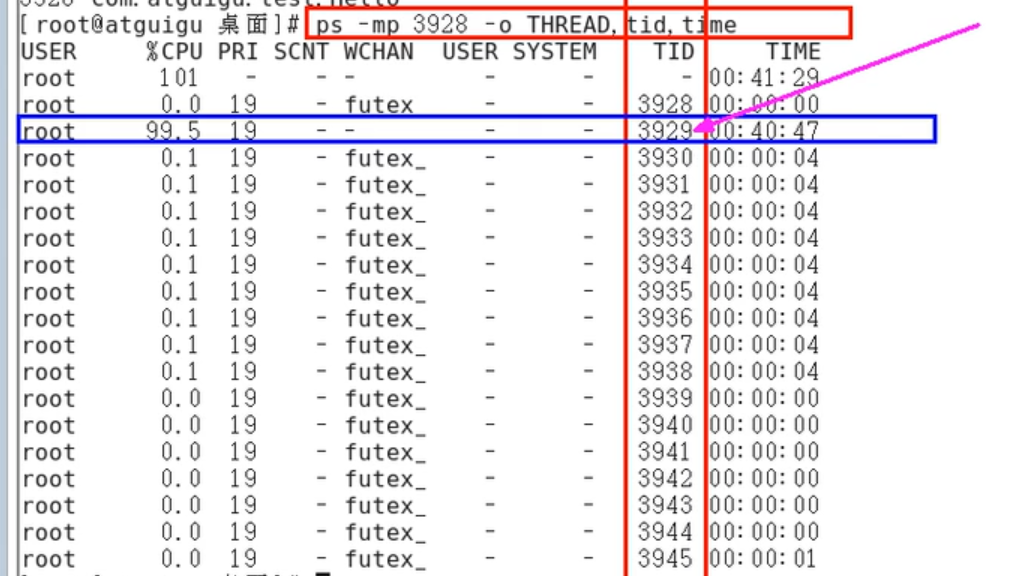 3928 com.atguigu.test.Hello
[root@atguigu 桌面]# ps -mp 3928 -o THREAD,tid,time
USER %CPU PRI SCNT WCHAN USER SYSTEM TID TIME
root 101 - - - - - - 00:41:29
root 0.0 19 - futex_ - - 3928 00:00:00
root 99.5 19 - - - - 3929 00:40:47
root 0.1 19 - futex_ - - 3930 00:00:04
root 0.1 19 - futex_ - - 3931 00:00:04
root 0.1 19 - futex_ - - 3932 00:00:04
root 0.1 19 - futex_ - - 3933 00:00:04
root 0.1 19 - futex_ - - 3934 00:00:04
root 0.1 19 - futex_ - - 3935 00:00:04
root 0.1 19 - futex_ - - 3936 00:00:04
root 0.1 19 - futex_ - - 3937 00:00:04
root 0.1 19 - futex_ - - 3938 00:00:04
root 0.0 19 - futex_ - - 3939 00:00:00
root 0.0 19 - futex_ - - 3940 00:00:00
root 0.0 19 - futex_ - - 3941 00:00:00
root 0.0 19 - futex_ - - 3942 00:00:00
root 0.0 19 - futex_ - - 3943 00:00:00
root 0.0 19 - futex_ - - 3944 00:00:00
root 0.0 19 - futex_ - - 3945 00:00:01